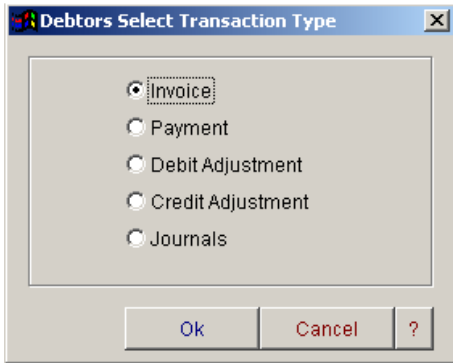 Debtors Select Transaction Type
Invoice
Payment
Debit Adjustment
Credit Adjustment
Journals
Ok Cancel ?